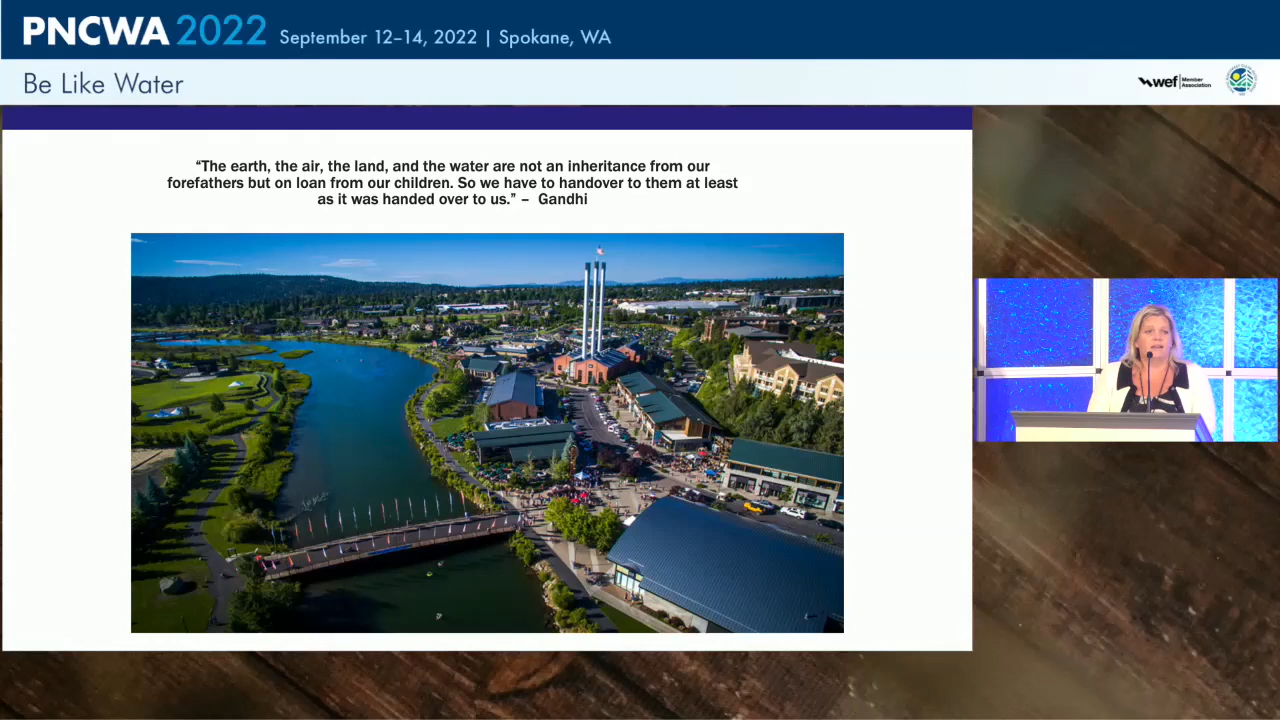 PNCWA 2022 September 12–14, 2022 | Spokane, WA
Be Like Water
wef Member Association
“The earth, the air, the land, and the water are not an inheritance from our
forefathers but on loan from our children. So we have to handover to them at least
as it was handed over to us.” – Gandhi